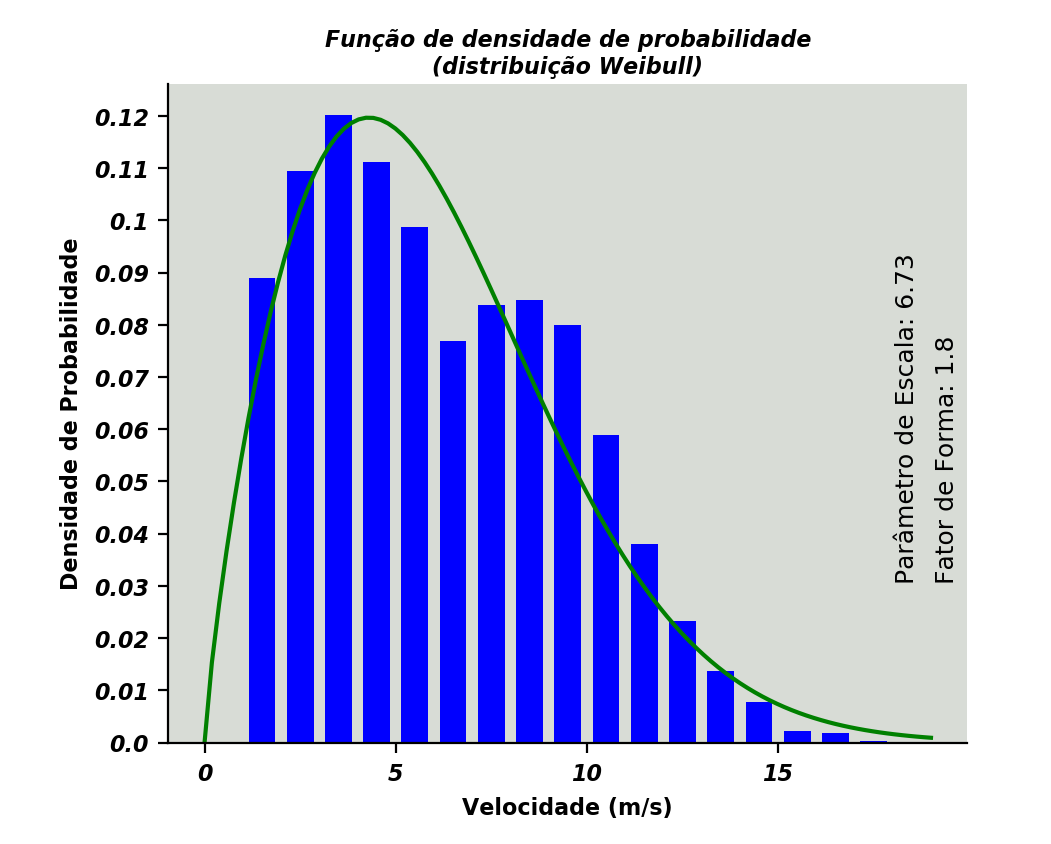 Função de densidade de probabilidade
(distribuição Weibull)
Densidade de Probabilidade
0.12
0.11
0.1
0.09
0.08
0.07
0.06
0.05
0.04
0.03
0.02
0.01
0.0
0 5 10 15
Velocidade (m/s)
Parâmetro de Escala: 6.73
Fator de Forma: 1.8